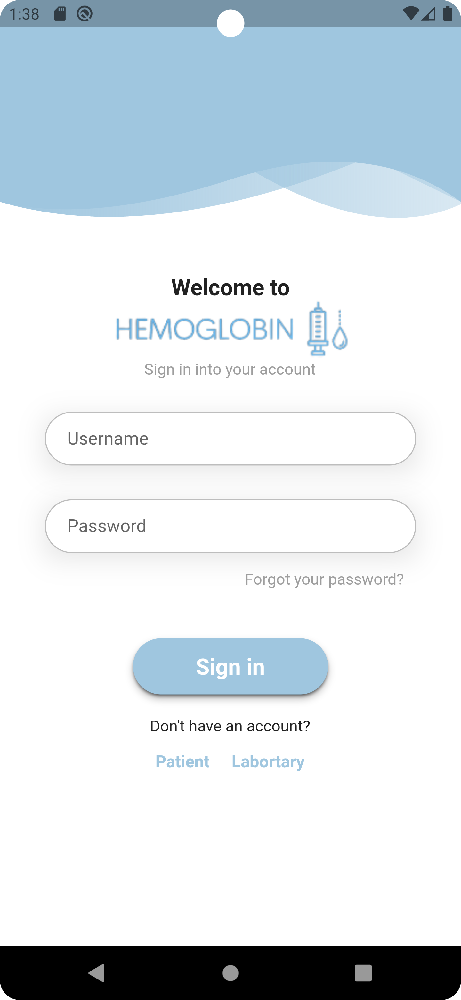 1:38
Welcome to
HEMOGLOBIN
Sign in into your account
Username
Password
Forgot your password?
Sign in
Don't have an account?
Patient Labortary